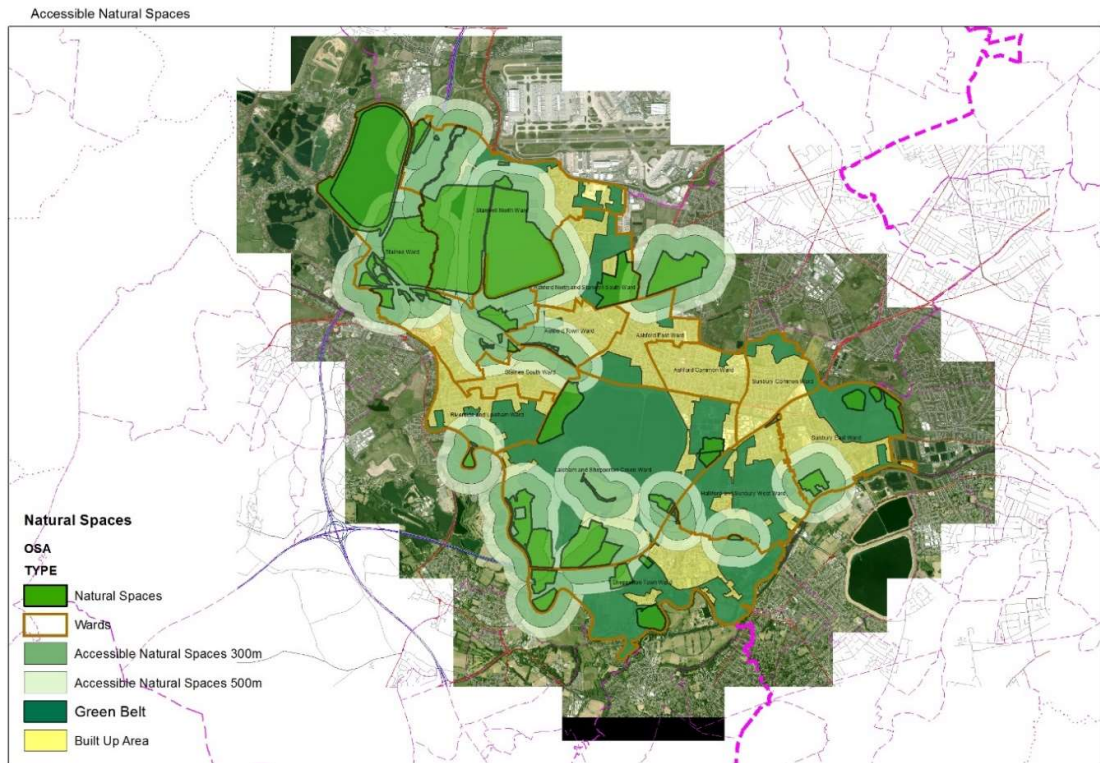 Accessible Natural Spaces
Stanwell North Ward
Staines Ward
Ashford North and Stanwell South Ward
Ashford Town Ward
Ashford East Ward
Staines South Ward
Ashford Common Ward
Sunbury Common Ward
Riverside and Laleham Ward
Sunbury East Ward
Laleham and Shepperton Green Ward
Halliford and Sunbury West Ward
Shepperton Town Ward
Natural Spaces
OSA
TYPE
Natural Spaces
Wards
Accessible Natural Spaces 300m
Accessible Natural Spaces 500m
Green Belt
Built Up Area